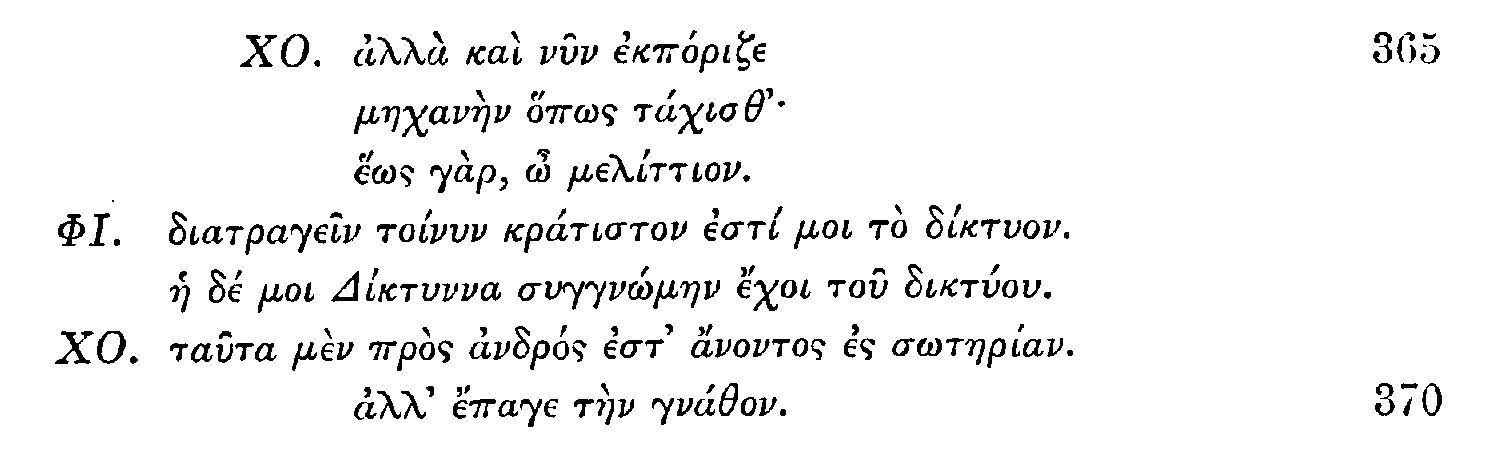 ΧΟ. ἀλλὰ καὶ νῦν ἐκπόριζε 365
μηχανὴν ὅπως τάχισθ’·
ἕως γὰρ, ὦ μελίττιον.
ΦΙ. διατραγεῖν τοίνυν κράτιστον ἐστί μοι τὸ δίκτυον.
ἡ δέ μοι Δίκτυννα συγγνώμην ἔχοι τοῦ δικτύου.
ΧΟ. ταῦτα μὲν πρὸς ἀνδρός ἐστ’ ἄνοντος ἐς σωτηρίαν.
ἀλλ’ ἔπαγε τὴν γνάθον. 370